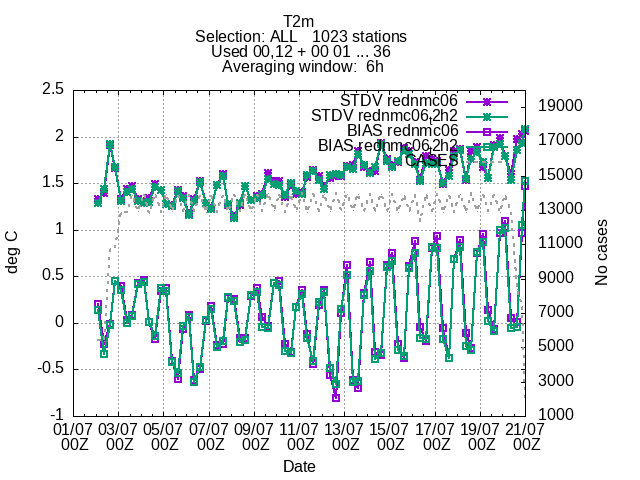 T2m
Selection: ALL 1023 stations
Used 00,12 + 00 01 ... 36
Averaging window: 6h
STDV rednmc06
STDV rednmc06t2h2
BIAS rednmc06
BIAS rednmc06t2h2
CASES
2.5
2
1.5
1
0.5
0
-0.5
-1
deg C
19000
17000
15000
13000
11000
9000
7000
5000
3000
1000
No cases
01/07 03/07 05/07 07/07 09/07 11/07 13/07 15/07 17/07 19/07 21/07
00Z 00Z 00Z 00Z 00Z 00Z 00Z 00Z 00Z 00Z 00Z
Date